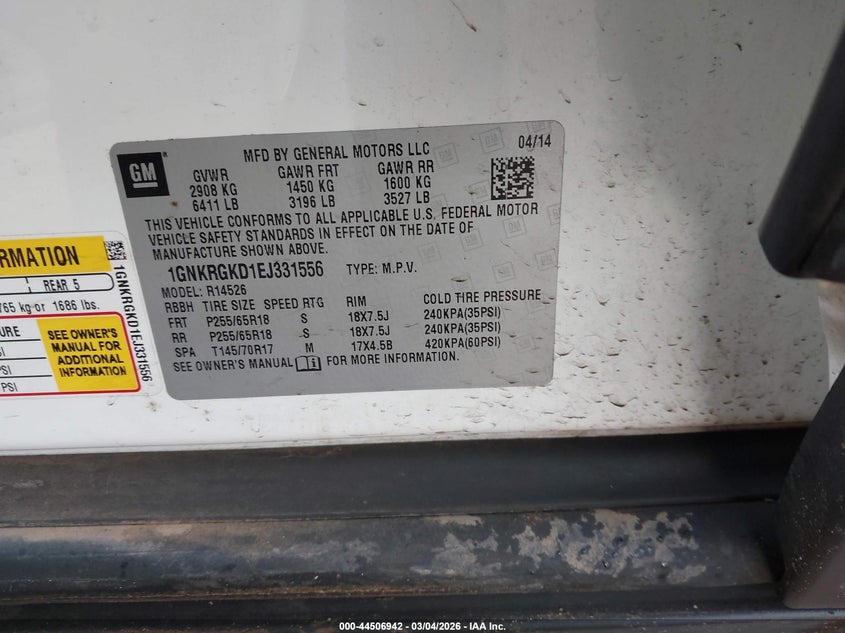 GM
MFD BY GENERAL MOTORS LLC
04/14
GVWR GAWR FRT GAWR RR
2908 KG 1450 KG 1600 KG
6411 LB 3196 LB 3527 LB
THIS VEHICLE CONFORMS TO ALL APPLICABLE U.S. FEDERAL MOTOR
VEHICLE SAFETY STANDARDS IN EFFECT ON THE DATE OF
MANUFACTURE SHOWN ABOVE.
1GNKRGKD1EJ331556 TYPE: M.P.V.
MODEL: R14526
RBBH TIRE SIZE SPEED RTG RIM COLD TIRE PRESSURE
FRT P255/65R18 S 18X7.5J 240KPA(35PSI)
RR P255/65R18 S 18X7.5J 240KPA(35PSI)
SPA T145/70R17 M 17X4.5B 420KPA(60PSI)
SEE OWNER'S MANUAL FOR MORE INFORMATION.
REAR 5
kg or 1686 lbs.
PSI
SEE OWNER'S
MANUAL FOR
ADDITIONAL
INFORMATION
1GNKRGKD1EJ331556
000-44506942 - 03/04/2026 - IAA Inc.